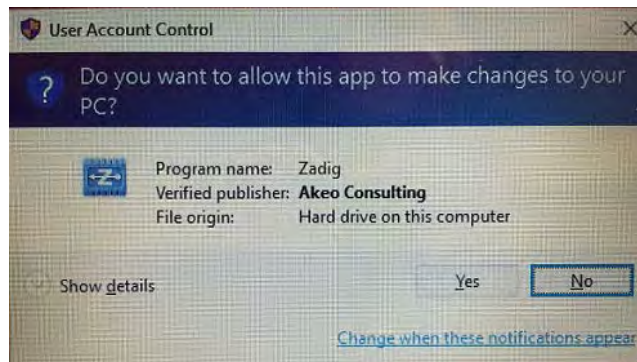 User Account Control
Do you want to allow this app to make changes to your
PC?
Program name: Zadig
Verified publisher: Akeo Consulting
File origin: Hard drive on this computer
Show details
Yes No
Change when these notifications appear